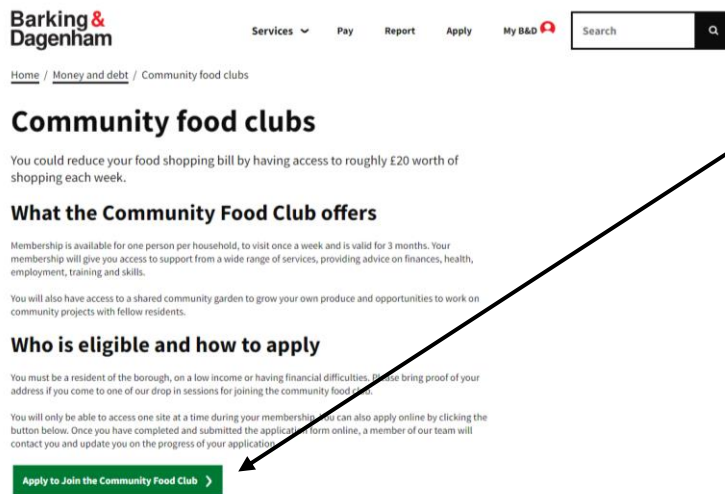 Barking &
Dagenham
Services Pay Report Apply My B&D Search
Home / Money and debt / Community food clubs
Community food clubs
You could reduce your food shopping bill by having access to roughly £20 worth of
shopping each week.
What the Community Food Club offers
Membership is available for one person per household, to visit once a week and is valid for 3 months. Your
membership will give you access to support from a wide range of services, providing advice on finances, health,
employment, training and skills.
You will also have access to a shared community garden to grow your own produce and opportunities to work on
community projects with fellow residents.
Who is eligible and how to apply
You must be a resident of the borough, on a low income or having financial difficulties. Please bring proof of your
address if you come to one of our drop in sessions for joining the community food club.
You will only be able to access one site at a time during your membership. You can also apply online by clicking the
button below. Once you have completed and submitted the application form online, a member of our team will
contact you and update you on the progress of your application.
Apply to Join the Community Food Club